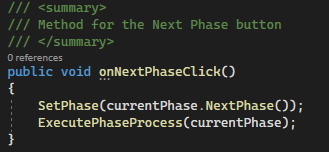 /// <summary>
/// Method for the Next Phase button
/// </summary>
0 references
public void onNextPhaseClick()
{
SetPhase(currentPhase.NextPhase());
ExecutePhaseProcess(currentPhase);
}